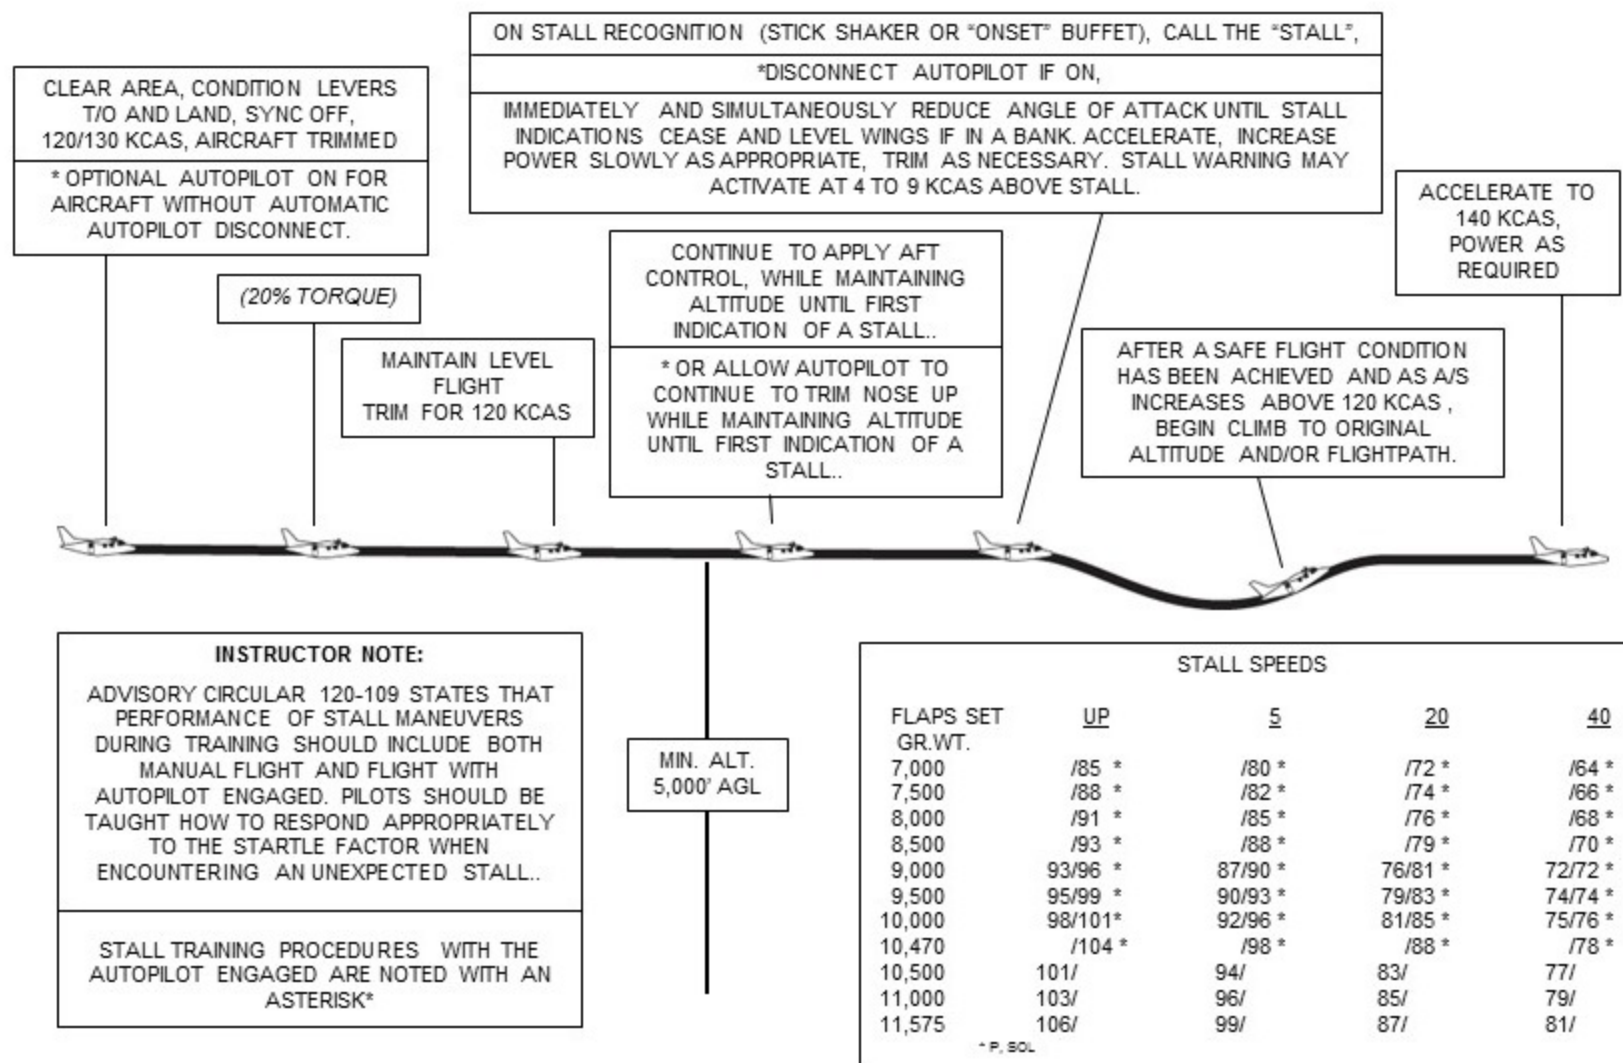 ON STALL RECOGNITION (STICK SHAKER OR “ONSET” BUFFET), CALL THE “STALL”,
*DISCONNECT AUTOPILOT IF ON,
IMMEDIATELY AND SIMULTANEOUSLY REDUCE ANGLE OF ATTACK UNTIL STALL
INDICATIONS CEASE AND LEVEL WINGS IF IN A BANK. ACCELERATE, INCREASE
POWER SLOWLY AS APPROPRIATE, TRIM AS NECESSARY. STALL WARNING MAY
ACTIVATE AT 4 TO 9 KCAS ABOVE STALL.
CLEAR AREA, CONDITION LEVERS
T/O AND LAND, SYNC OFF,
120/130 KCAS, AIRCRAFT TRIMMED
* OPTIONAL AUTOPILOT ON FOR
AIRCRAFT WITHOUT AUTOMATIC
AUTOPILOT DISCONNECT.
(20% TORQUE)
MAINTAIN LEVEL
FLIGHT
TRIM FOR 120 KCAS
CONTINUE TO APPLY AFT
CONTROL, WHILE MAINTAINING
ALTITUDE UNTIL FIRST
INDICATION OF A STALL..
* OR ALLOW AUTOPILOT TO
CONTINUE TO TRIM NOSE UP
WHILE MAINTAINING ALTITUDE
UNTIL FIRST INDICATION OF A
STALL..
AFTER A SAFE FLIGHT CONDITION
HAS BEEN ACHIEVED AND AS A/S
INCREASES ABOVE 120 KCAS ,
BEGIN CLIMB TO ORIGINAL
ALTITUDE AND/OR FLIGHTPATH.
ACCELERATE TO
140 KCAS,
POWER AS
REQUIRED
INSTRUCTOR NOTE:
ADVISORY CIRCULAR 120-109 STATES THAT
PERFORMANCE OF STALL MANEUVERS
DURING TRAINING SHOULD INCLUDE BOTH
MANUAL FLIGHT AND FLIGHT WITH
AUTOPILOT ENGAGED. PILOTS SHOULD BE
TAUGHT HOW TO RESPOND APPROPRIATELY
TO THE STARTLE FACTOR WHEN
ENCOUNTERING AN UNEXPECTED STALL..
STALL TRAINING PROCEDURES WITH THE
AUTOPILOT ENGAGED ARE NOTED WITH AN
ASTERISK*
MIN. ALT.
5,000’ AGL
STALL SPEEDS
FLAPS SET UP 5 20 40
GR.WT.
7,000 /85 * /80 * /72 * /64 *
7,500 /88 * /82 * /74 * /66 *
8,000 /91 * /85 * /76 * /68 *
8,500 /93 * /88 * /79 * /70 *
9,000 93/96 * 87/90 * 76/81 * 72/72 *
9,500 95/99 * 90/93 * 79/83 * 74/74 *
10,000 98/101* 92/96 * 81/85 * 75/76 *
10,470 /104 * /98 * /88 * /78 *
10,500 101/ 94/ 83/ 77/
11,000 103/ 96/ 85/ 79/
11,575 106/ 99/ 87/ 81/
* P, SOL